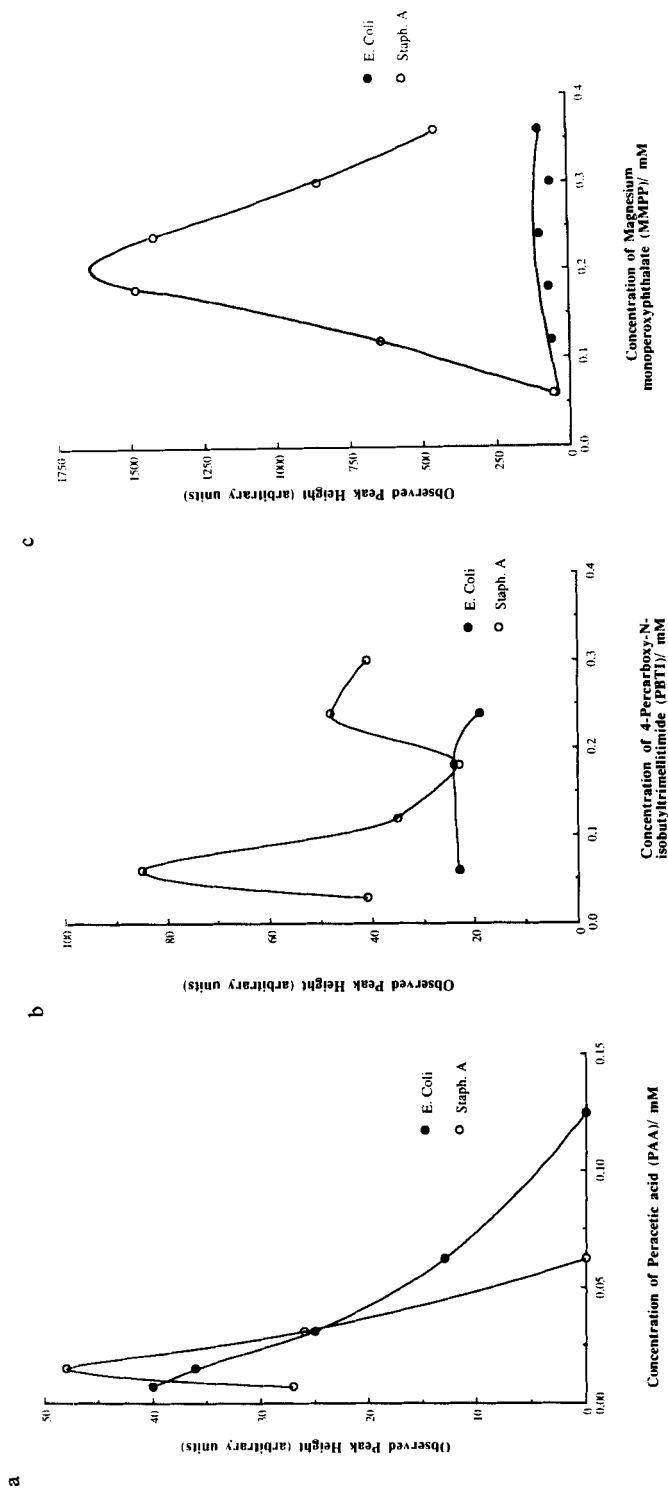 a
Observed Peak Height (arbitrary units)
50
40
30
20
10
0
0.00
0.05
0.10
0.15
Concentration of Peracetic acid (PAA)/ mM
E. Coli
Staph. A
b
Observed Peak Height (arbitrary units)
100
80
60
40
20
0
0.0
0.1
0.2
0.3
0.4
Concentration of 4-Percarboxy-N-
isobutyltrimellitimide (PBTI)/ mM
E. Coli
Staph. A
c
Observed Peak Height (arbitrary units)
1750
1500
1250
1000
750
500
250
0
0.0
0.1
0.2
0.3
0.4
Concentration of Magnesium
monoperoxyphthalate (MMPP)/ mM
E. Coli
Staph. A